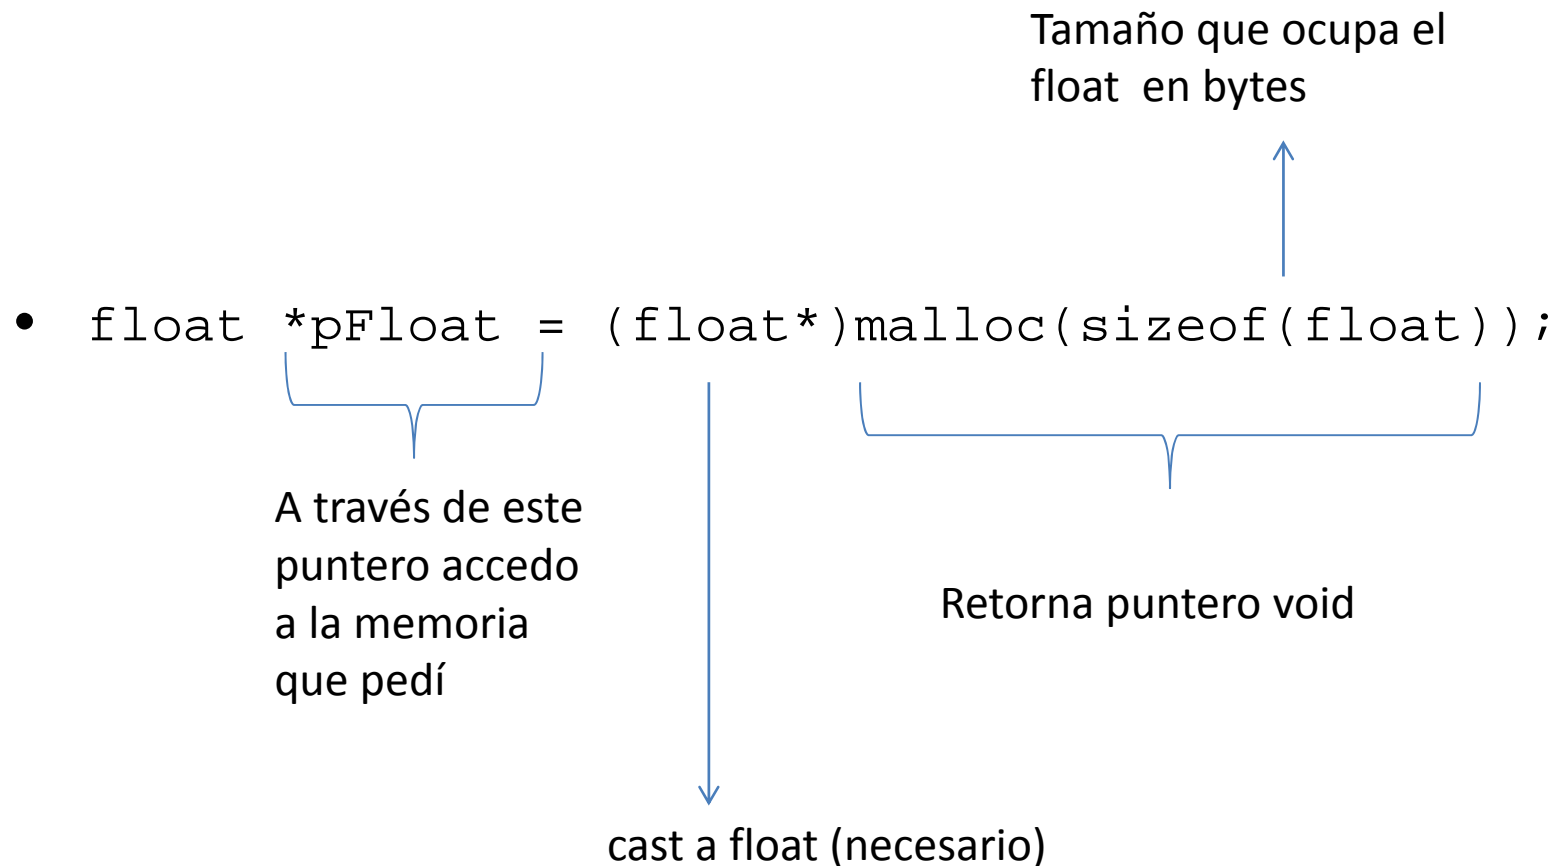 Tamaño que ocupa el
float en bytes
• float *pFloat = (float*)malloc(sizeof(float));
A través de este
puntero accedo
a la memoria
que pedí
Retorna puntero void
cast a float (necesario)